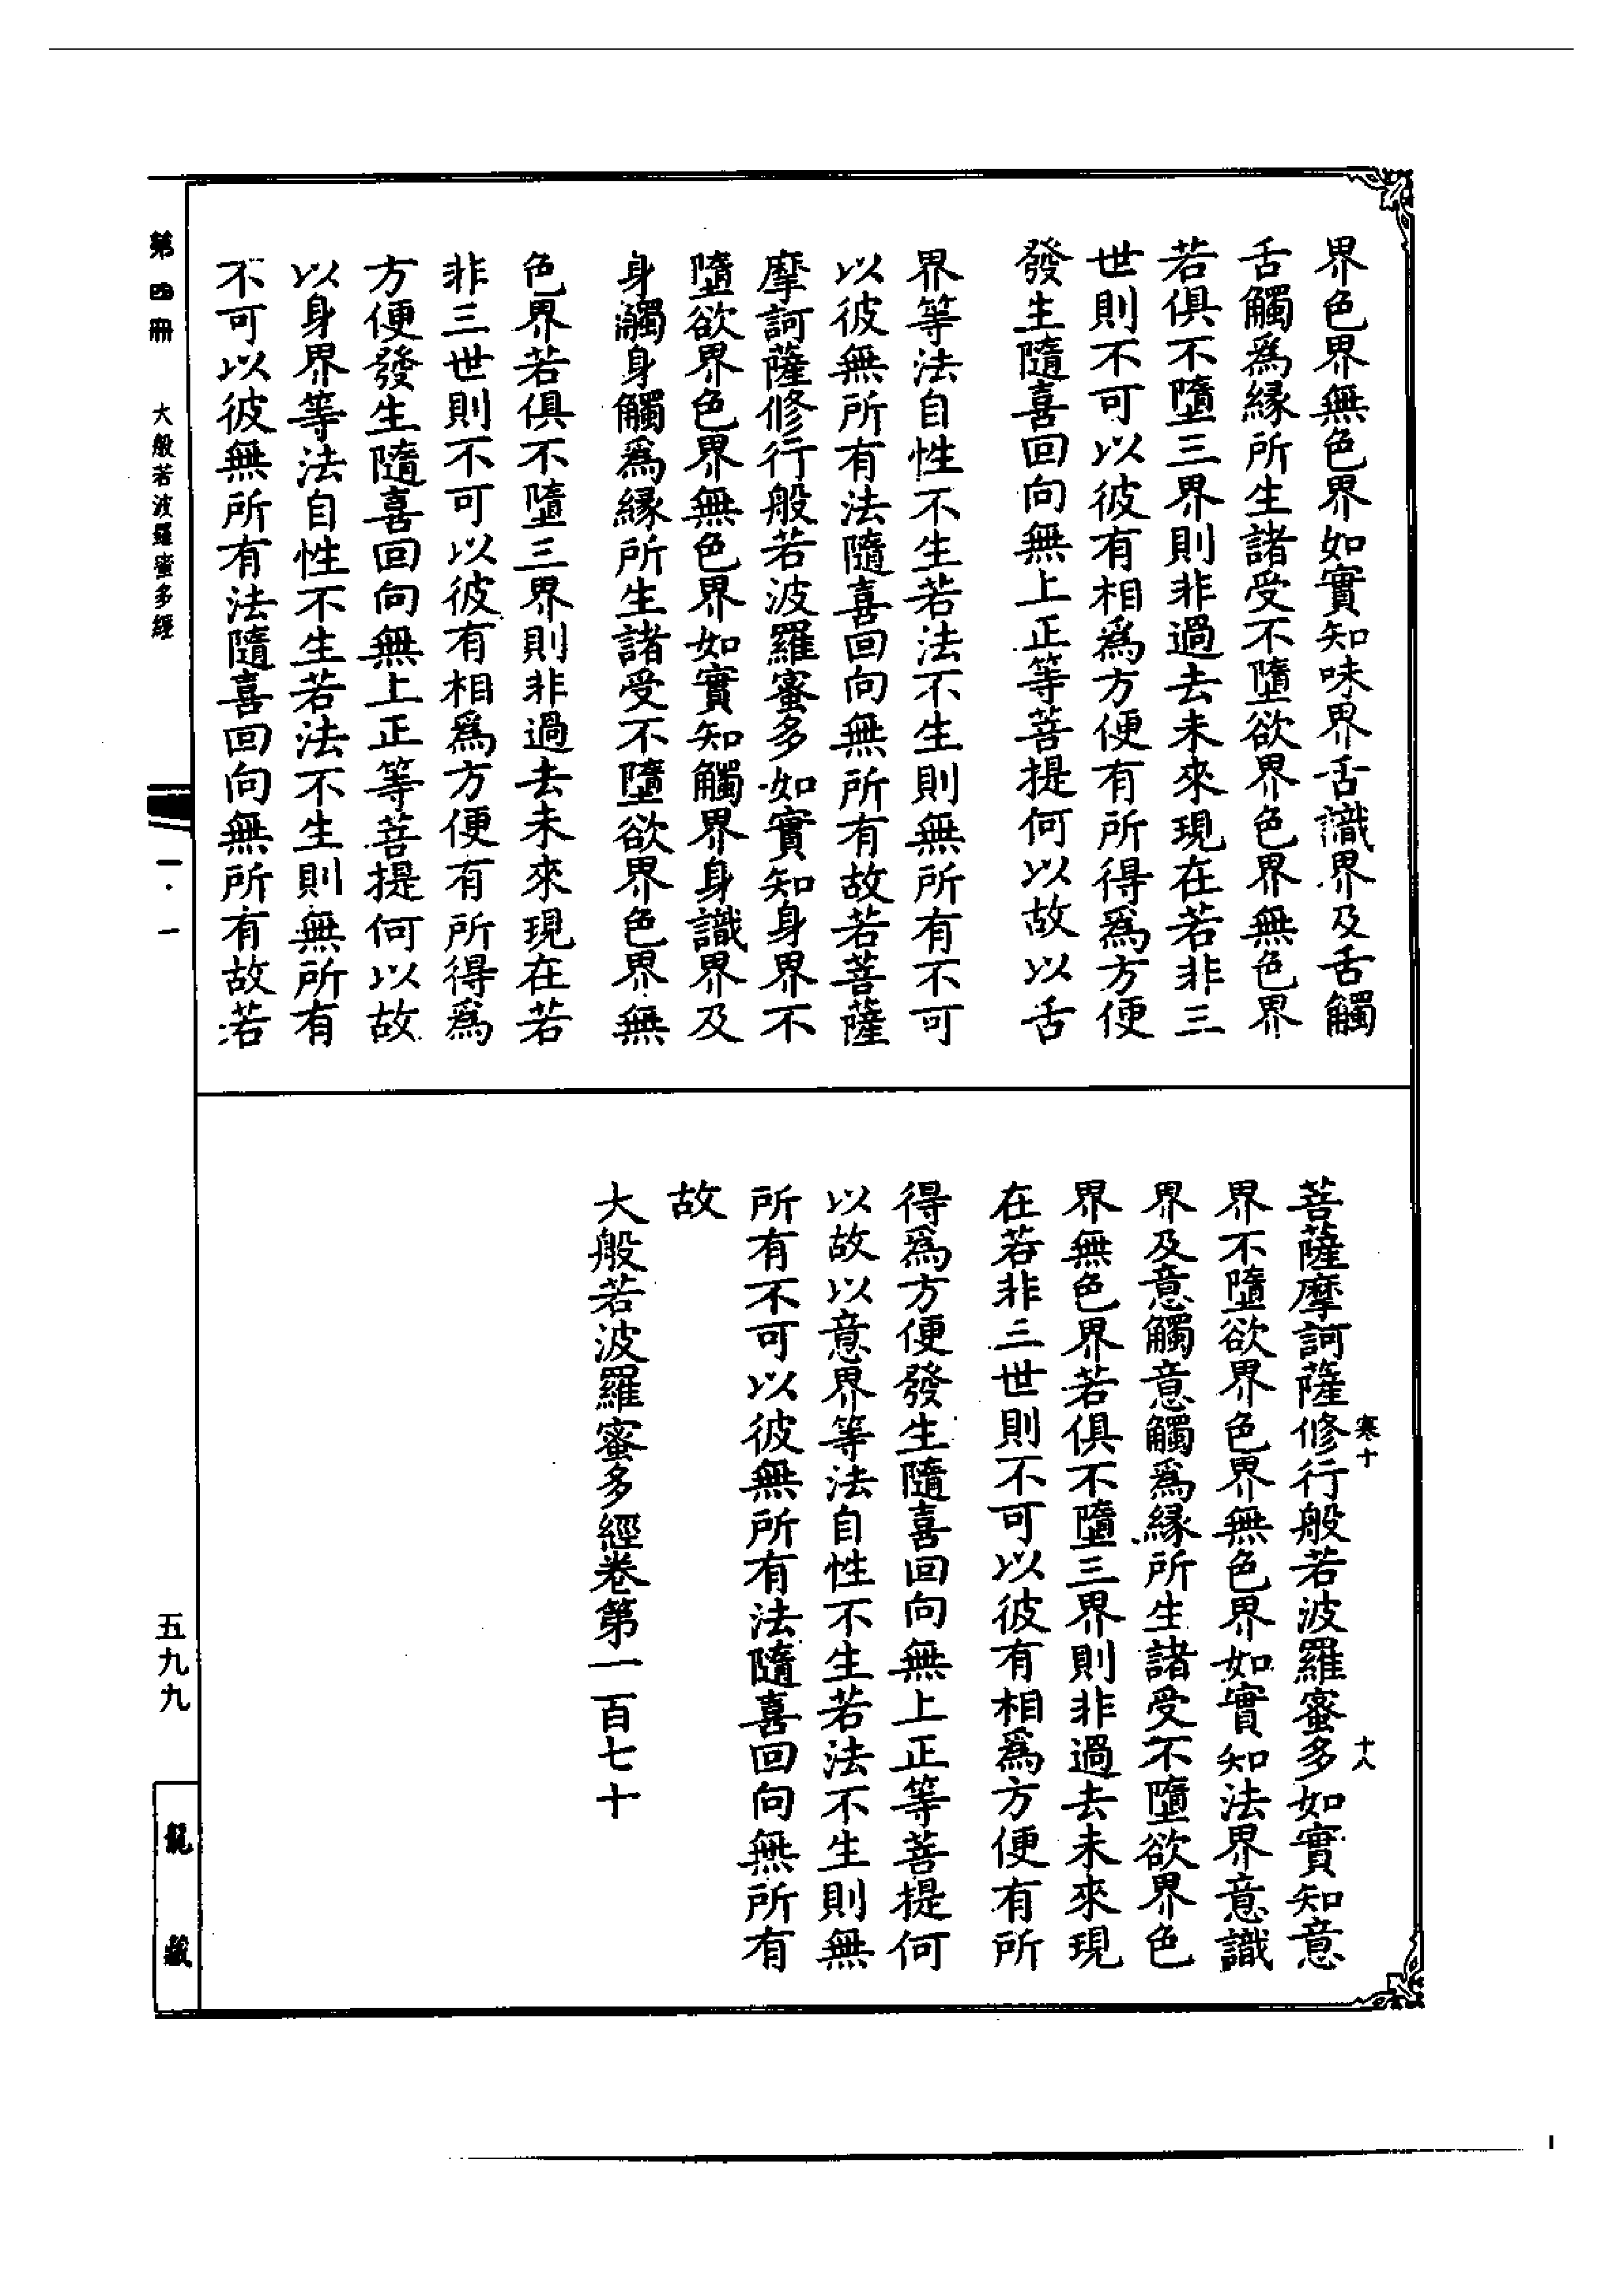 界色界無色界如實知味界舌識界及舌觸
舌觸爲緣所生諸受不墮欲界色界無色界
若俱不墮三界則非過去未來現在若非三
世則不可以彼有相爲方便有所得爲方便
發生隨喜回向無上正等菩提何以故以舌
界等法自性不生若法不生則無所有不可
以彼無所有法隨喜回向無所有故若菩薩
摩訶薩修行般若波羅蜜多如實知身界不
墮欲界色界無色界如實知觸界身識界及
身觸身觸爲緣所生諸受不墮欲界色界無
色界若俱不墮三界則非過去未來現在若
非三世則不可以彼有相爲方便有所得爲
方便發生隨喜回向無上正等菩提何以故
以身界等法自性不生若法不生則無所有
不可以彼無所有法隨喜回向無所有故若
菩薩摩訶薩修行般若波羅蜜多如實知意
界不墮欲界色界無色界如實知法界意識
界及意觸意觸爲緣所生諸受不墮欲界色
界無色界若俱不墮三界則非過去未來現
在若非三世則不可以彼有相爲方便有所
得爲方便發生隨喜回向無上正等菩提何
以故以意界等法自性不生若法不生則無
所有不可以彼無所有法隨喜回向無所有
故
大般若波羅蜜多經卷第一百七十
寒十
十八
第四冊
大般若波羅蜜多經
一·一
五九九
龍藏